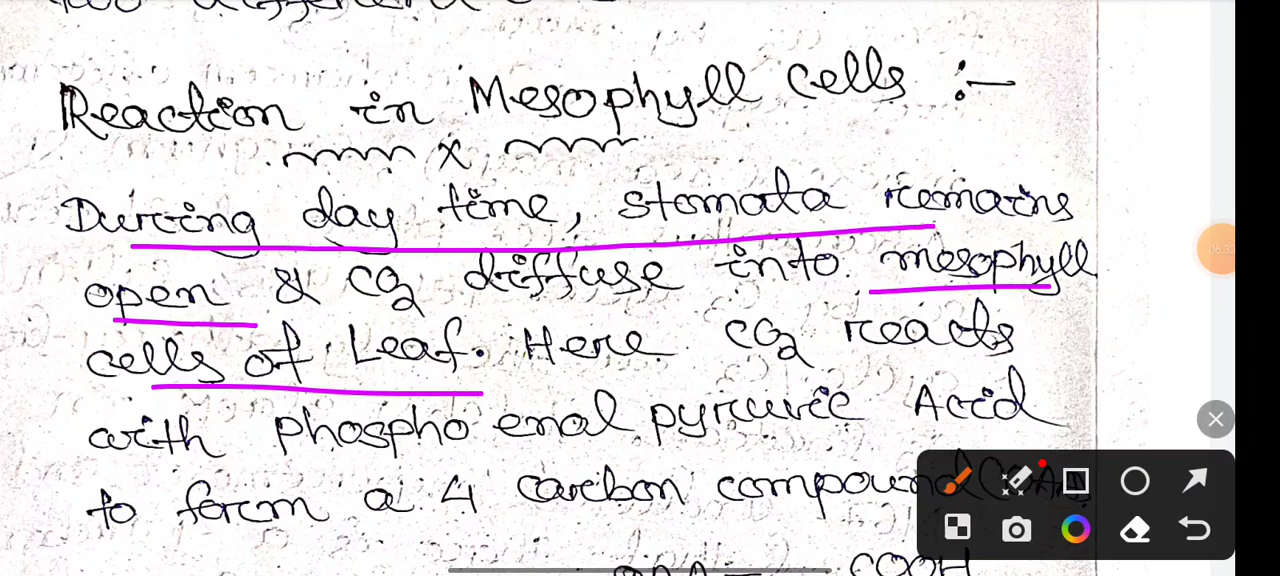 Reaction in Mesophyll cells :-
x
During day time, stomata remains
open & CO2 diffuse into mesophyll
cells of Leaf. Here CO2 reacts
with phospho enol pyruvic Acid
to form a 4 carbon compound
COOH